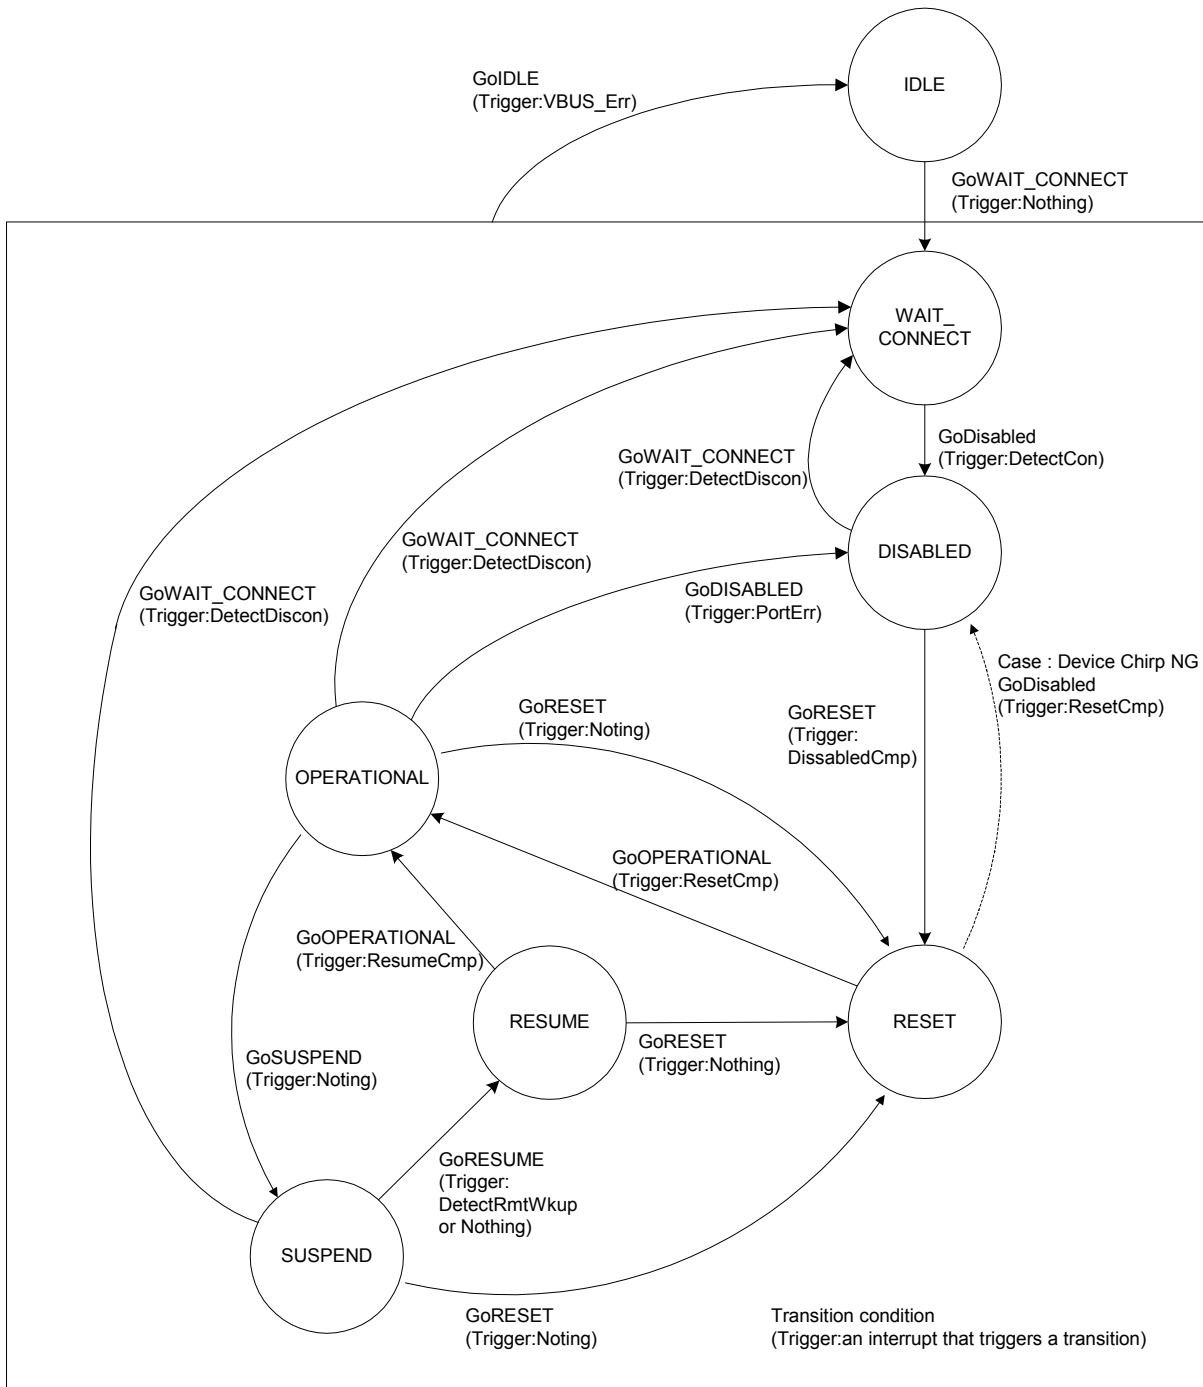 IDLE
GoIDLE
(Trigger:VBUS_Err)
GoWAIT_CONNECT
(Trigger:Nothing)
WAIT_
CONNECT
GoDisabled
(Trigger:DetectCon)
GoWAIT_CONNECT
(Trigger:DetectDiscon)
DISABLED
GoWAIT_CONNECT
(Trigger:DetectDiscon)
GoWAIT_CONNECT
(Trigger:DetectDiscon)
GoDISABLED
(Trigger:PortErr)
Case : Device Chirp NG
GoDisabled
(Trigger:ResetCmp)
GoRESET
(Trigger:Noting)
GoRESET
(Trigger:
DissabledCmp)
OPERATIONAL
GoOPERATIONAL
(Trigger:ResetCmp)
GoOPERATIONAL
(Trigger:ResumeCmp)
RESUME
RESET
GoRESET
(Trigger:Nothing)
GoSUSPEND
(Trigger:Noting)
GoRESUME
(Trigger:
DetectRmtWkup
or Nothing)
SUSPEND
GoRESET
(Trigger:Noting)
Transition condition
(Trigger:an interrupt that triggers a transition)